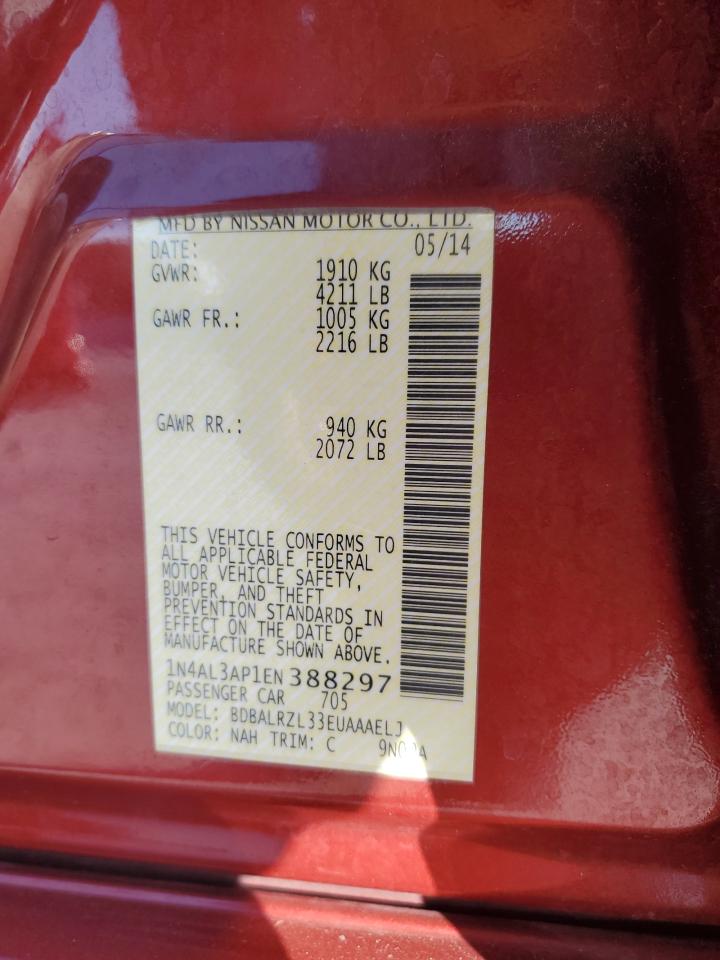 MFD BY NISSAN MOTOR CO., LTD.
DATE: 05/14
GVWR: 1910 KG
4211 LB
GAWR FR.: 1005 KG
2216 LB
GAWR RR.: 940 KG
2072 LB
THIS VEHICLE CONFORMS TO
ALL APPLICABLE FEDERAL
MOTOR VEHICLE SAFETY,
BUMPER, AND THEFT
PREVENTION STANDARDS IN
EFFECT ON THE DATE OF
MANUFACTURE SHOWN ABOVE.
1N4AL3AP1EN388297
PASSENGER CAR 705
MODEL: BDBALRZL33EUAAAELJ
COLOR: NAH TRIM: C